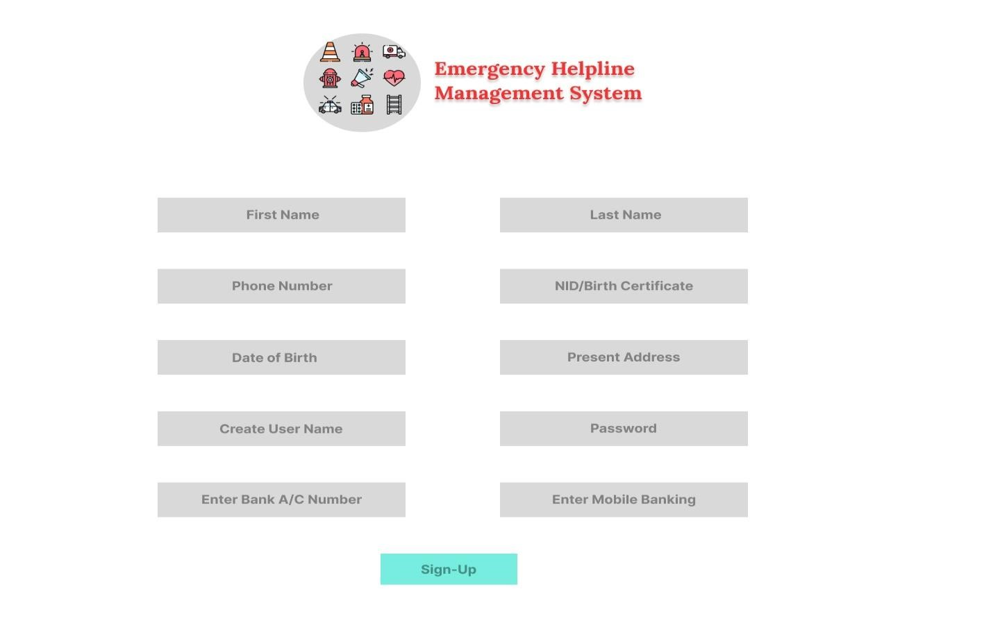 Emergency Helpline
Management System
First Name
Last Name
Phone Number
NID/Birth Certificate
Date of Birth
Present Address
Create User Name
Password
Enter Bank A/C Number
Enter Mobile Banking
Sign-Up